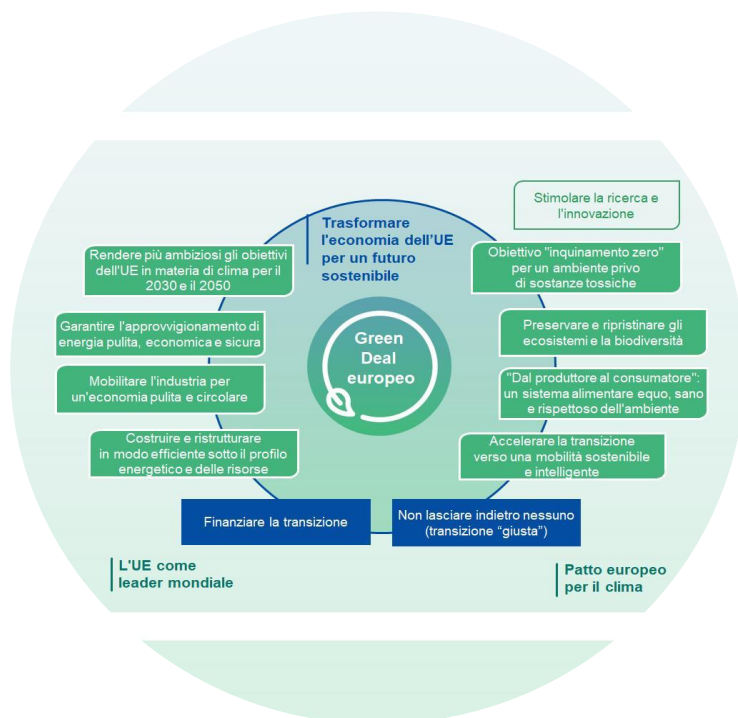 Stimolare la ricerca e
l'innovazione
Trasformare
l'economia dell'UE
per un futuro
sostenibile
Rendere più ambiziosi gli obiettivi
dell'UE in materia di clima per il
2030 e il 2050
Garantire l'approvvigionamento di
energia pulita, economica e sicura
Mobilitare l'industria per
un'economia pulita e circolare
Costruire e ristrutturare
in modo efficiente sotto il profilo
energetico e delle risorse
Green
Deal
europeo
Obiettivo "inquinamento zero"
per un ambiente privo
di sostanze tossiche
Preservare e ripristinare gli
ecosistemi e la biodiversità
"Dal produttore al consumatore":
un sistema alimentare equo, sano
e rispettoso dell'ambiente
Accelerare la transizione
verso una mobilità sostenibile
e intelligente
Finanziare la transizione
Non lasciare indietro nessuno
(transizione “giusta”)
L'UE come
leader mondiale
Patto europeo
per il clima